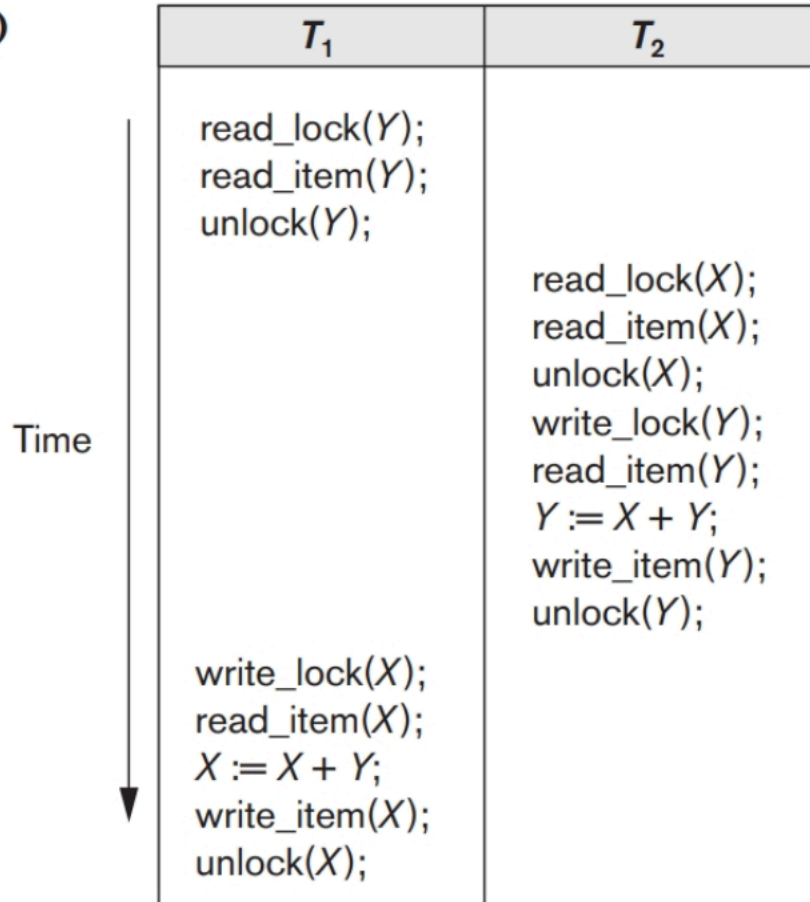 )
T₁ T₂
read_lock(Y);
read_item(Y);
unlock(Y);
read_lock(X);
read_item(X);
unlock(X);
Time
write_lock(Y);
read_item(Y);
Y := X + Y;
write_item(Y);
unlock(Y);
write_lock(X);
read_item(X);
X := X + Y;
write_item(X);
unlock(X);